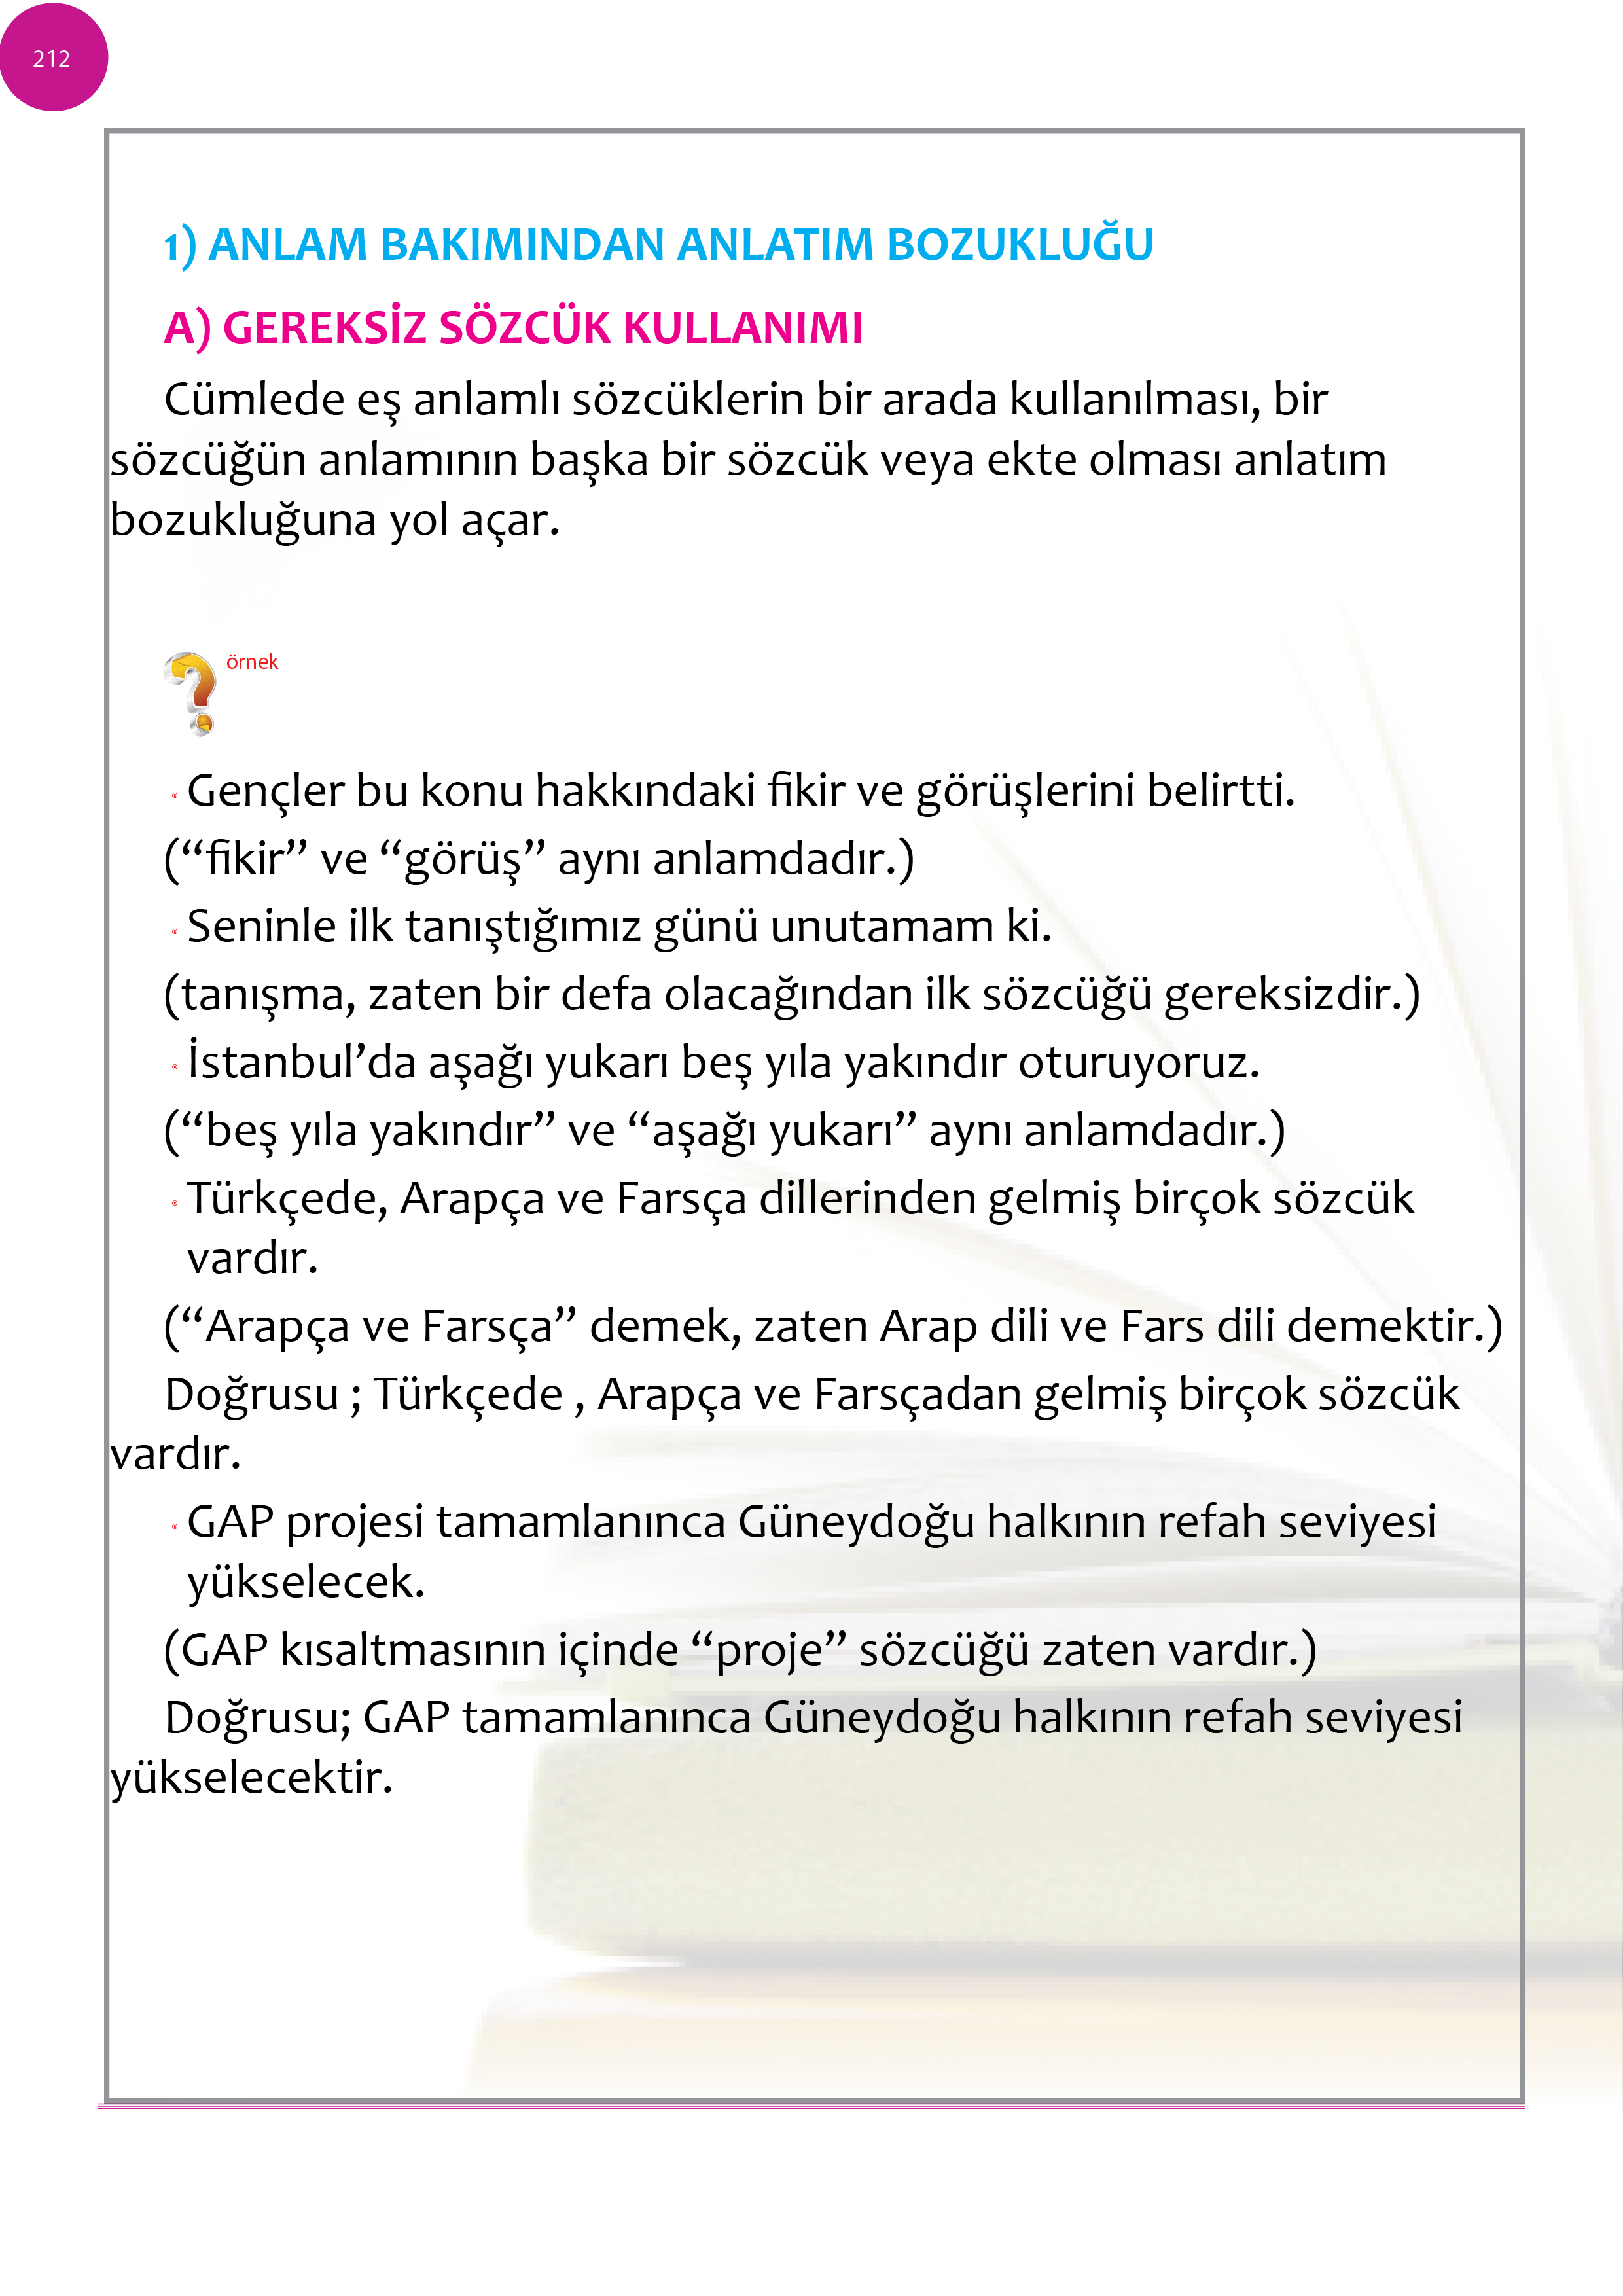 212
1) ANLAM BAKIMINDAN ANLATIM BOZUKLUĞU
A) GEREKSİZ SÖZCÜK KULLANIMI
Cümlede eş anlamlı sözcüklerin bir arada kullanılması, bir
sözcüğün anlamının başka bir sözcük veya ekte olması anlatım
bozukluğuna yol açar.
örnek
Gençler bu konu hakkındaki fikir ve görüşlerini belirtti.
(“fikir” ve “görüş” aynı anlamdadır.)
Seninle ilk tanıştığımız günü unutamam ki.
(tanışma, zaten bir defa olacağından ilk sözcüğü gereksizdir.)
İstanbul’da aşağı yukarı beş yıla yakındır oturuyoruz.
(“beş yıla yakındır” ve “aşağı yukarı” aynı anlamdadır.)
Türkçede, Arapça ve Farsça dillerinden gelmiş birçok sözcük
vardır.
(“Arapça ve Farsça” demek, zaten Arap dili ve Fars dili demektir.)
Doğrusu ; Türkçede , Arapça ve Farsçadan gelmiş birçok sözcük
vardır.
GAP projesi tamamlanınca Güneydoğu halkının refah seviyesi
yükselecek.
(GAP kısaltmasının içinde “proje” sözcüğü zaten vardır.)
Doğrusu; GAP tamamlanınca Güneydoğu halkının refah seviyesi
yükselecektir.